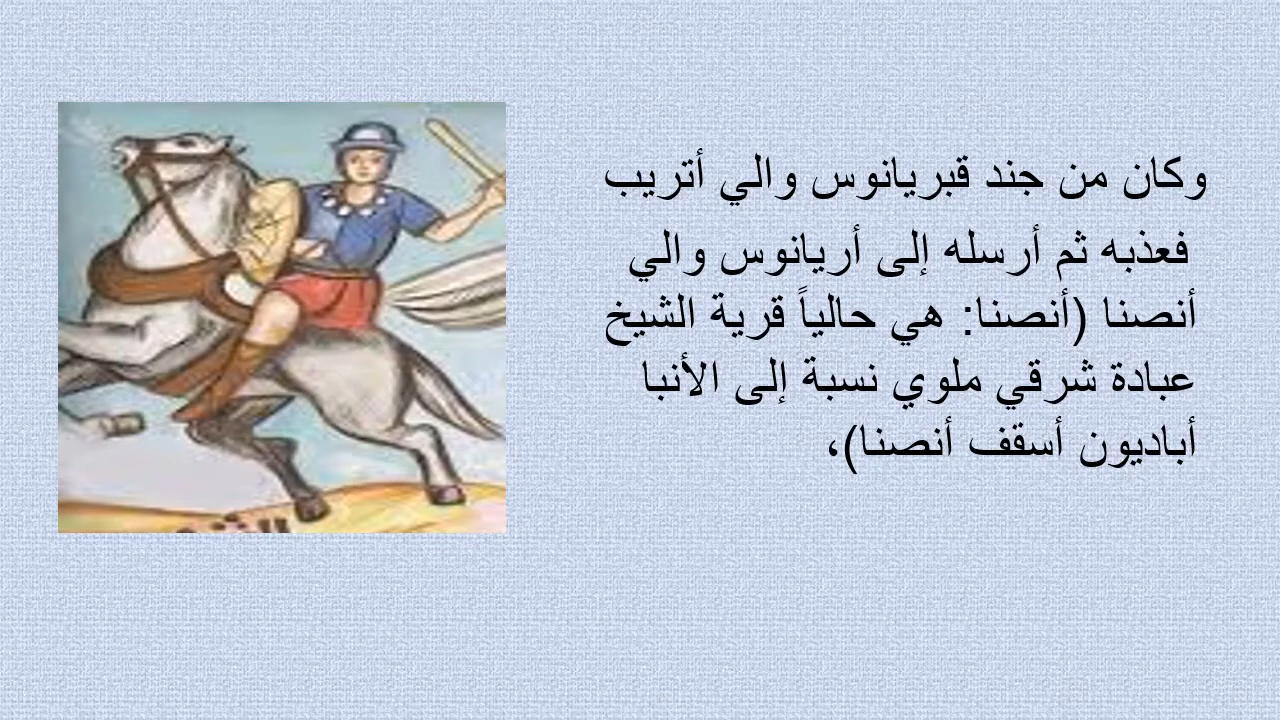 وكان من جند قبريانوس والي أتريب
فعذبه ثم أرسله إلى أريانوس والي
أنصنا (أنصنا: هي حالياً قرية الشيخ
عبادة شرقي ملوي نسبة إلى الأنبا
أباديون أسقف أنصنا)،